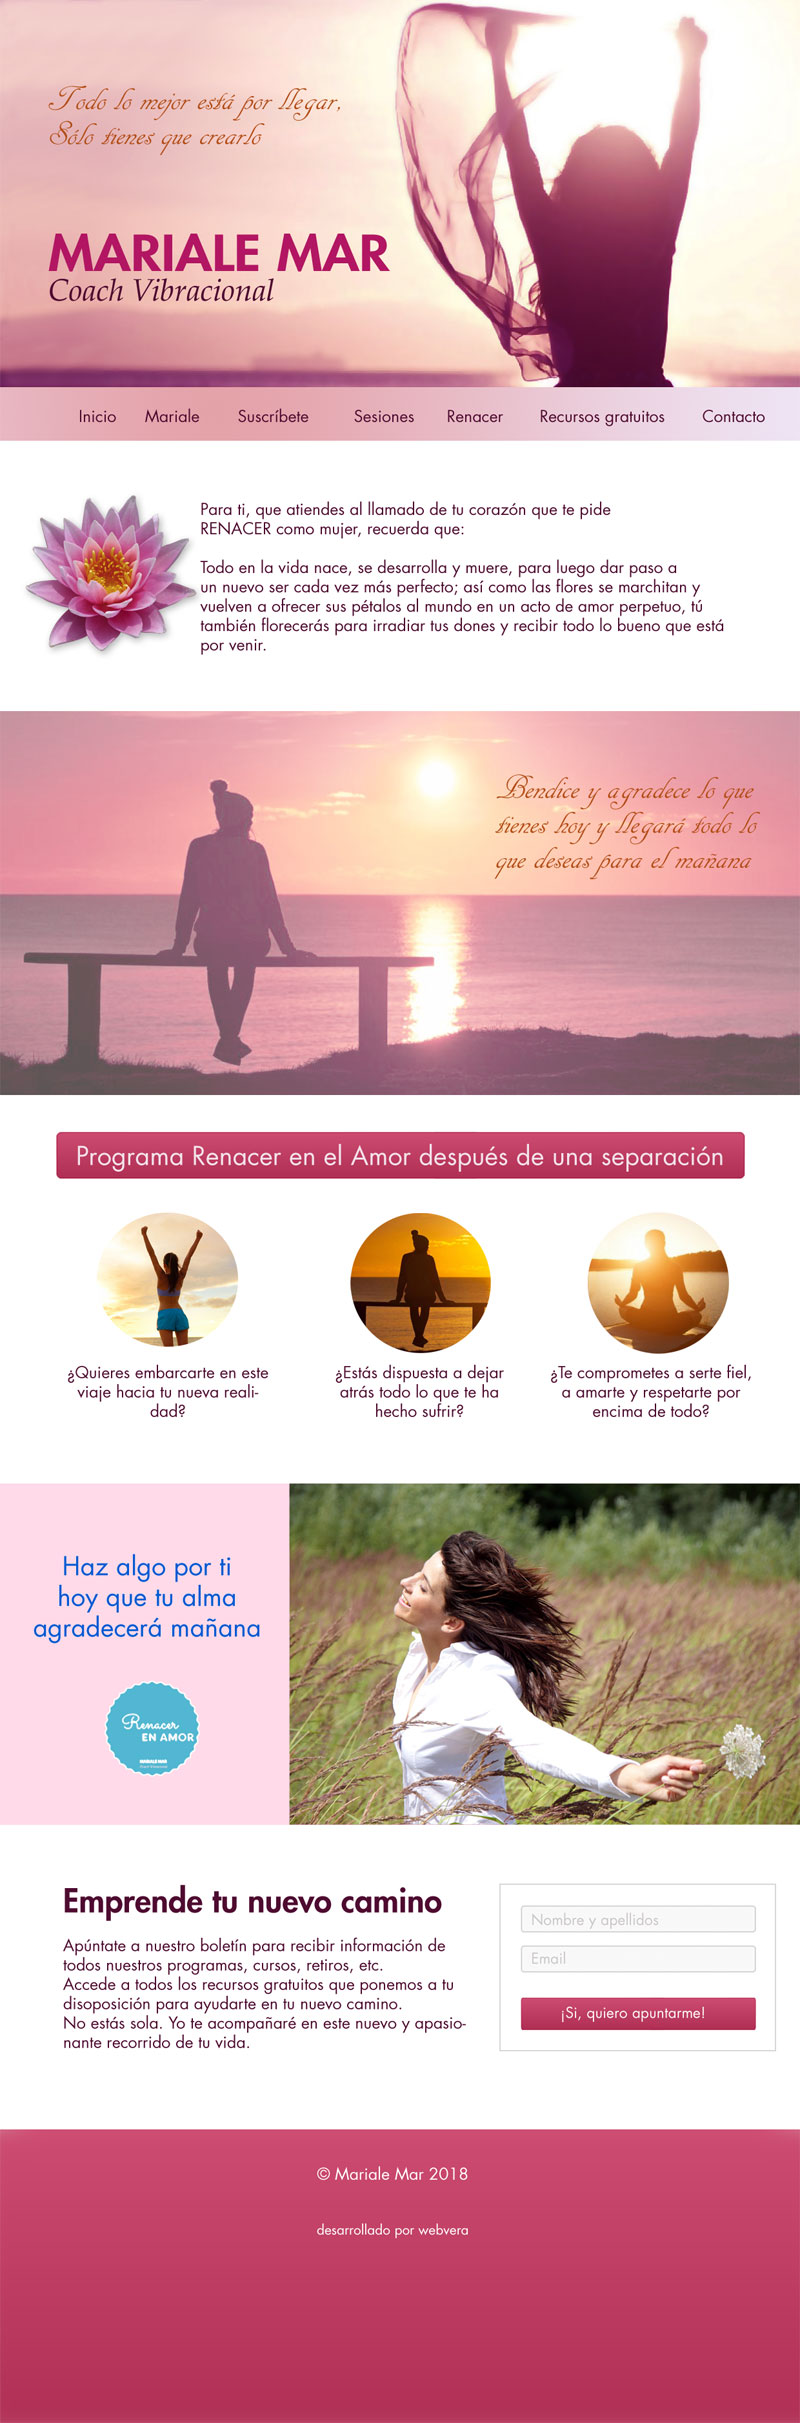 Todo lo mejor está por llegar,
Sólo tienes que crearlo
MARIALE MAR
Coach Vibracional
Inicio Mariale Suscríbete Sesiones Renacer Recursos gratuitos Contacto
Para ti, que atiendes al llamado de tu corazón que te pide
RENACER como mujer, recuerda que:
Todo en la vida nace, se desarrolla y muere, para luego dar paso a
un nuevo ser cada vez más perfecto; así como las flores se marchitan y
vuelven a ofrecer sus pétalos al mundo en un acto de amor perpetuo, tú
también florecerás para irradiar tus dones y recibir todo lo bueno que está
por venir.
Bendice y agradece lo que
tienes hoy y llegará todo lo
que deseas para el mañana
Programa Renacer en el Amor después de una separación
¿Quieres embarcarte en este
viaje hacia tu nueva reali-
dad?
¿Estás dispuesta a dejar
atrás todo lo que te ha
hecho sufrir?
¿Te comprometes a serte fiel,
a amarte y respetarte por
encima de todo?
Haz algo por ti
hoy que tu alma
agradecerá mañana
Renacer
EN AMOR
MARIALE MAR
Emprende tu nuevo camino
Apúntate a nuestro boletín para recibir información de
todos nuestros programas, cursos, retiros, etc.
Accede a todos los recursos gratuitos que ponemos a tu
disoposición para ayudarte en tu nuevo camino.
No estás sola. Yo te acompañaré en este nuevo y apasio-
nante recorrido de tu vida.
Nombre y apellidos
Email
¡Si, quiero apuntarme!
© Mariale Mar 2018
desarrollado por webvera